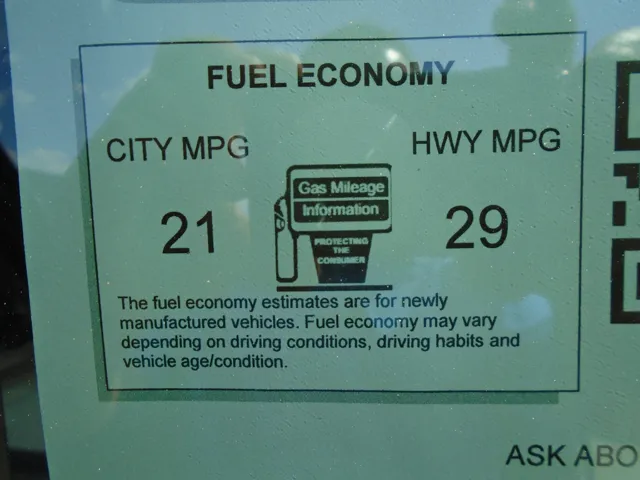 FUEL ECONOMY
CITY MPG
HWY MPG
21
29
Gas Mileage
Information
PROTECTING
THE
CONSUMER
The fuel economy estimates are for newly
manufactured vehicles. Fuel economy may vary
depending on driving conditions, driving habits and
vehicle age/condition.
ASK ABO